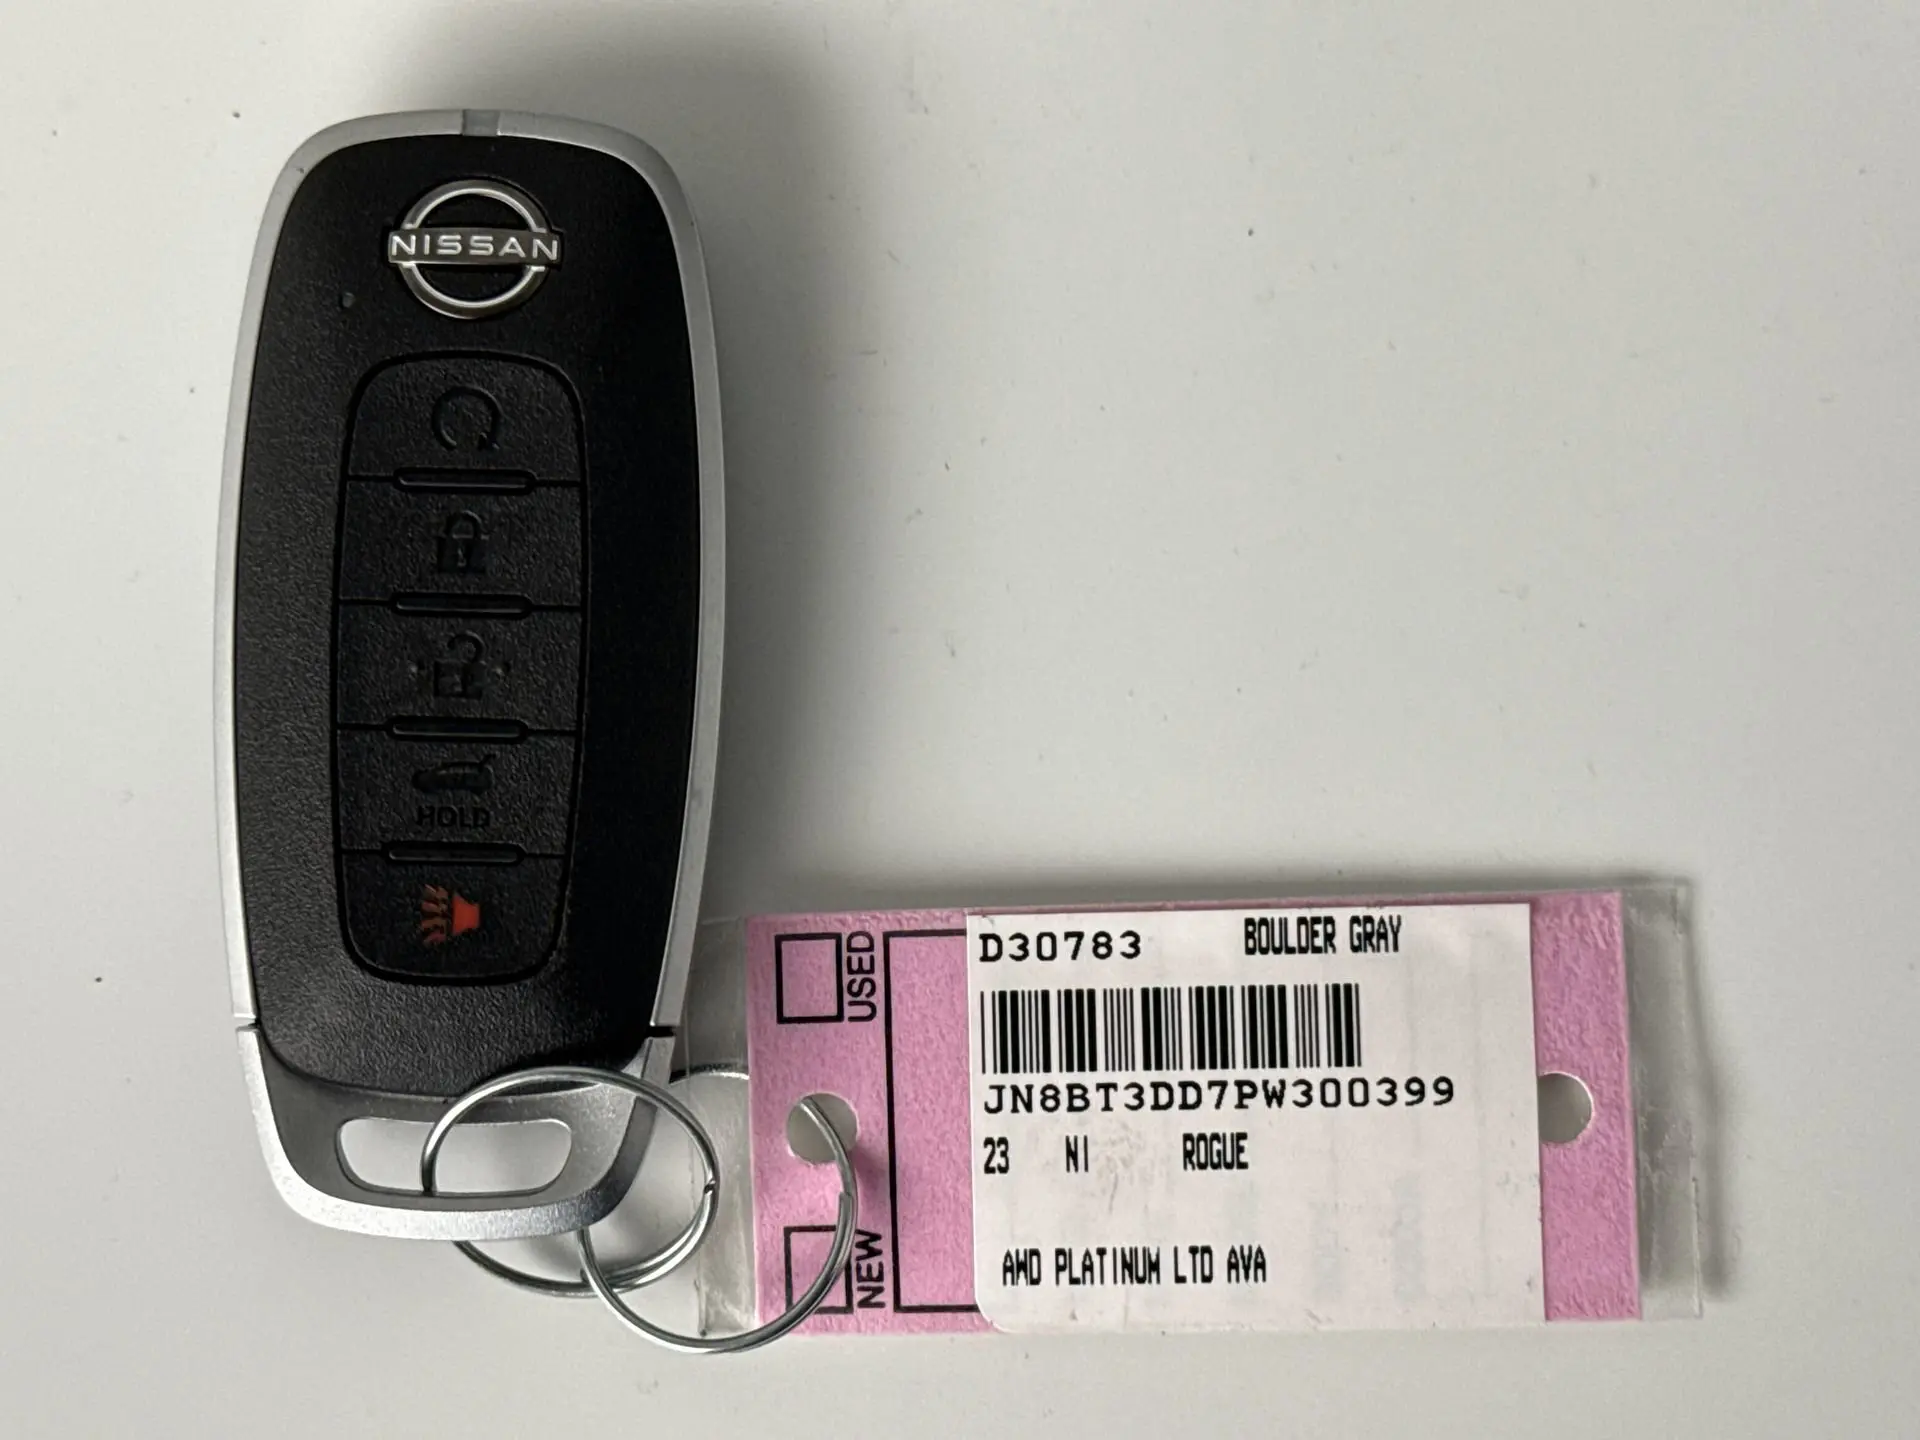 NISSAN
HOLD
USED
NEW
D30783 BOULDER GRAY
JN8BT3DD7PW300399
23 NI ROGUE
AWD PLATINUM LTD AVA